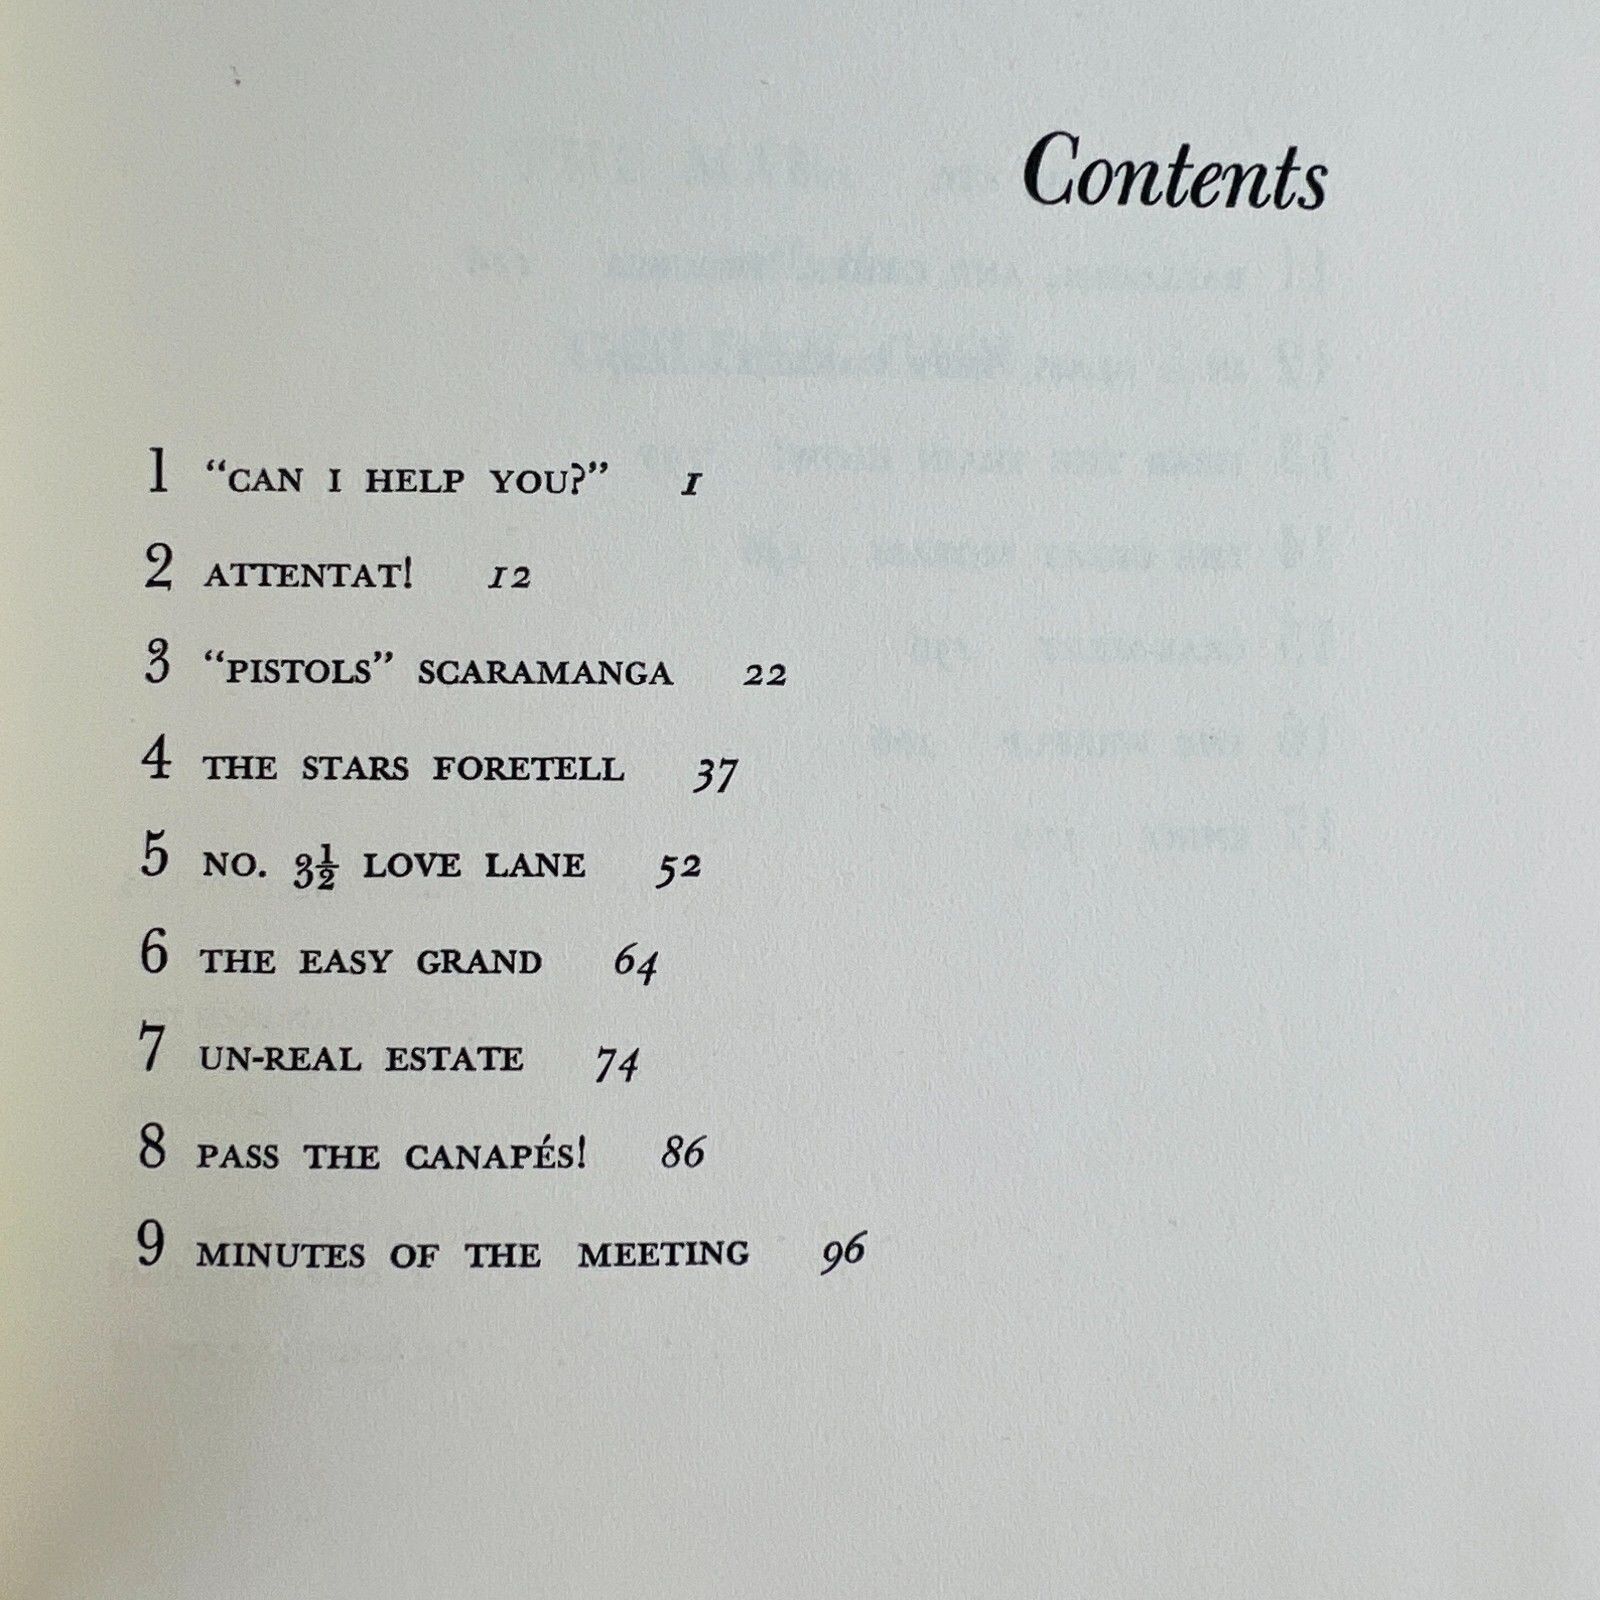 Contents
1 "CAN I HELP YOU?" 1
2 ATTENTAT! 12
3 "PISTOLS" SCARAMANGA 22
4 THE STARS FORETELL 37
5 NO. 3½ LOVE LANE 52
6 THE EASY GRAND 64
7 UN-REAL ESTATE 74
8 PASS THE CANAPÉS! 86
9 MINUTES OF THE MEETING 96